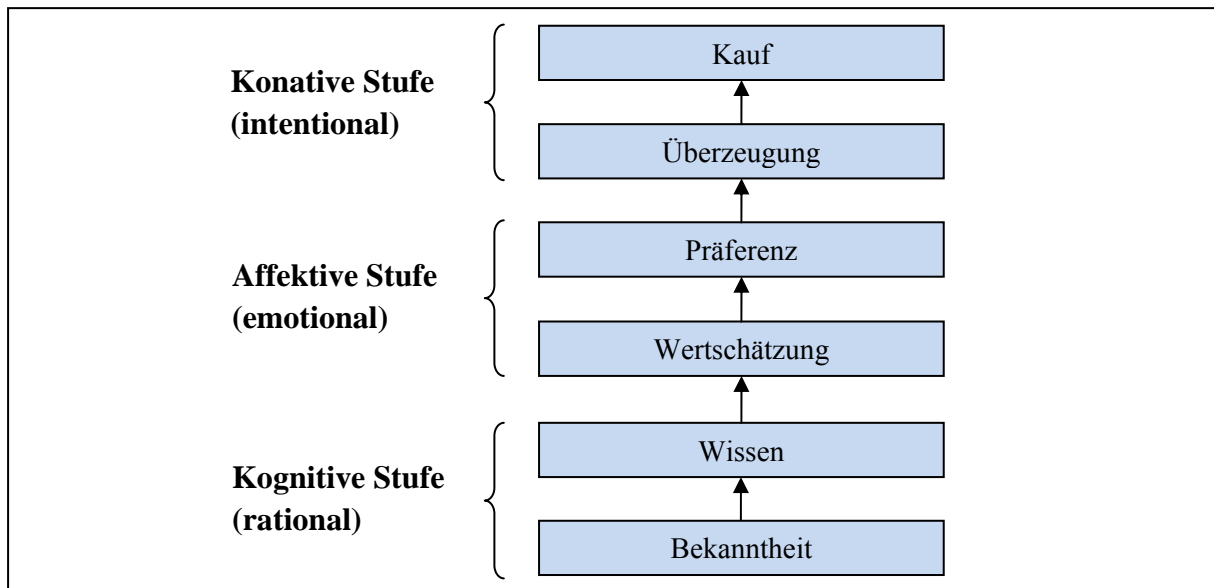 Konative Stufe
(intentional)
Kauf
Überzeugung
Affektive Stufe
(emotional)
Präferenz
Wertschätzung
Kognitive Stufe
(rational)
Wissen
Bekanntheit